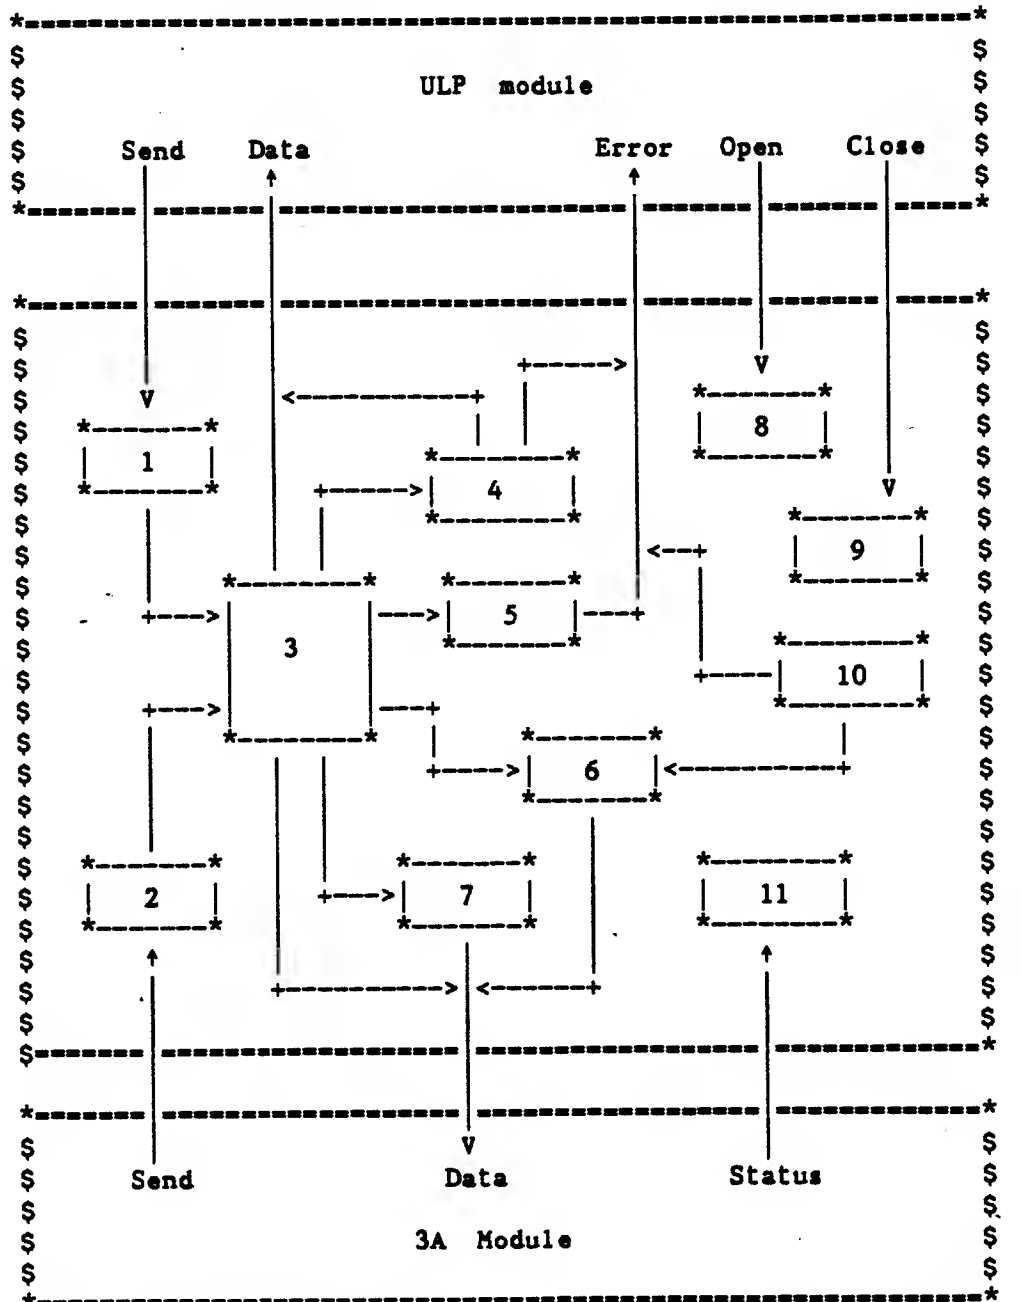 ULP module
Send Data Error Open Close
8
1
4
9
5
3
10
6
2 7 11
Send Data Status
3A Module